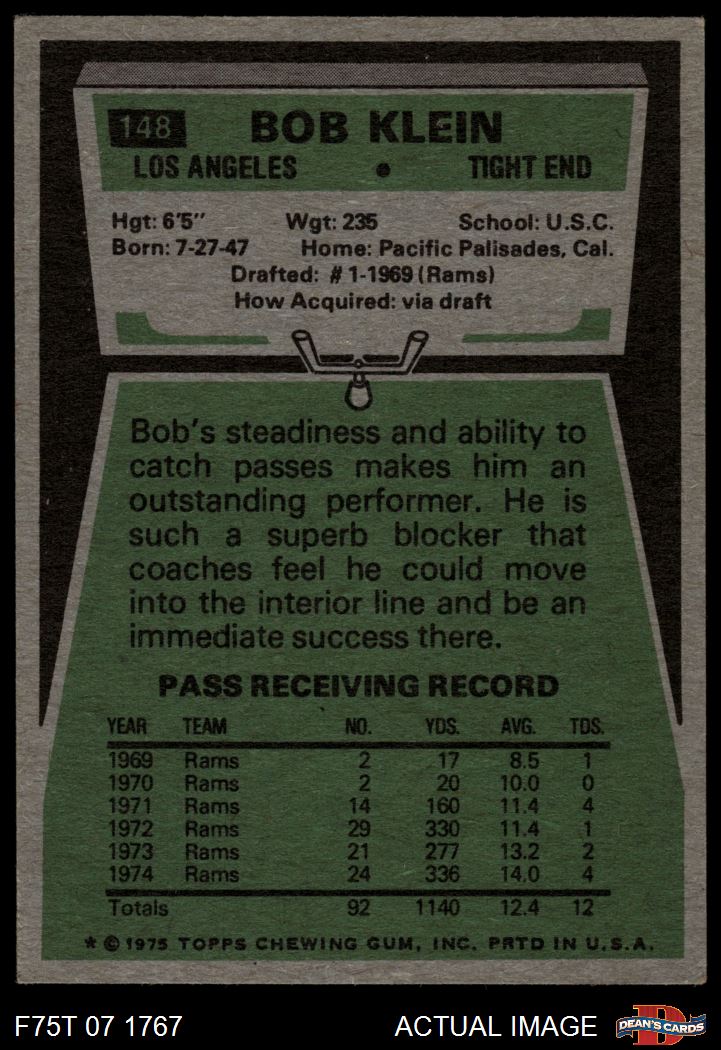 148 BOB KLEIN
LOS ANGELES • TIGHT END
Hgt: 6'5" Wgt: 235 School: U.S.C.
Born: 7-27-47 Home: Pacific Palisades, Cal.
Drafted: #1-1969 (Rams)
How Acquired: via draft
Bob's steadiness and ability to
catch passes makes him an
outstanding performer. He is
such a superb blocker that
coaches feel he could move
into the interior line and be an
immediate success there.
PASS RECEIVING RECORD
YEAR TEAM NO. YDS. AVG. TDS.
1969 Rams 2 17 8.5 1
1970 Rams 2 20 10.0 0
1971 Rams 14 160 11.4 4
1972 Rams 29 330 11.4 1
1973 Rams 21 277 13.2 2
1974 Rams 24 336 14.0 4
Totals 92 1140 12.4 12
* © 1975 TOPPS CHEWING GUM, INC. PRTD IN U.S.A.
F75T 07 1767 ACTUAL IMAGE D DEAN'S CARDS